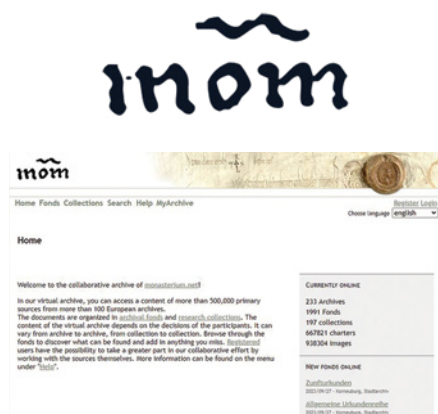 mom
mom
Home Fonds Collections Search Help MyArchive
Register Login
Choose language english
Home
Welcome to the collaborative archive of monasterium.net!
In our virtual archive, you can access a content of more than 500,000 primary
sources from more than 100 European archives.
The documents are organized in archival fonds and research collections. The
content of the virtual archive depends on the decisions of the participants. It can
vary from archive to archive, from collection to collection. Browse through the
fonds to discover what can be found and add in anything you miss. Registered
users have the possibility to take a greater part in our collaborative effort by
working with the sources themselves. More information can be found on the menu
under "Help".
CURRENTLY ONLINE
233 Archives
1991 Fonds
197 collections
667821 charters
938304 Images
NEW FONDS ONLINE
Zunfturkunden
2022/09/27 - Korneuburg, Stadtarchiv
Allgemeine Urkundenreihe
Korneuburg, Stadtarchiv